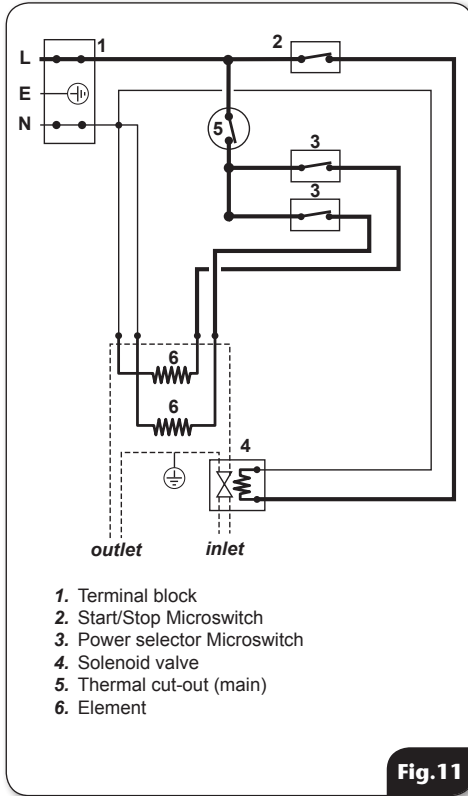 1
2
L
E
N
5
3
3
6
6
4
outlet
inlet
1. Terminal block
2. Start/Stop Microswitch
3. Power selector Microswitch
4. Solenoid valve
5. Thermal cut-out (main)
6. Element
Fig.11